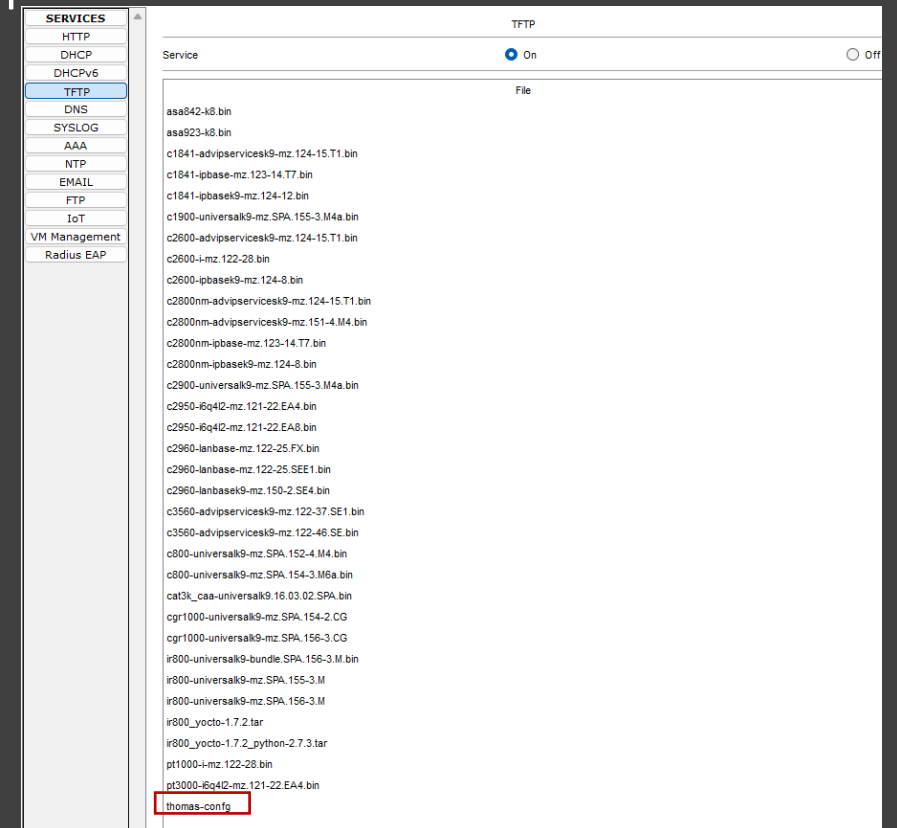 SERVICES
HTTP
DHCP
DHCPv6
TFTP
DNS
SYSLOG
AAA
NTP
EMAIL
FTP
IoT
VM Management
Radius EAP
TFTP
Service On Off
File
asa842-k8.bin
asa923-k8.bin
c1841-advipservicesk9-mz.124-15.T1.bin
c1841-ipbase-mz.123-14.T7.bin
c1841-ipbasek9-mz.124-12.bin
c1900-universalk9-mz.SPA.155-3.M4a.bin
c2600-advipservicesk9-mz.124-15.T1.bin
c2600-i-mz.122-28.bin
c2600-ipbasek9-mz.124-8.bin
c2800nm-advipservicesk9-mz.124-15.T1.bin
c2800nm-advipservicesk9-mz.151-4.M4.bin
c2800nm-ipbase-mz.123-14.T7.bin
c2800nm-ipbasek9-mz.124-8.bin
c2900-universalk9-mz.SPA.155-3.M4a.bin
c2950-i6q4l2-mz.121-22.EA4.bin
c2950-i6q4l2-mz.121-22.EA8.bin
c2960-lanbase-mz.122-25.FX.bin
c2960-lanbase-mz.122-25.SEE1.bin
c2960-lanbasek9-mz.150-2.SE4.bin
c3560-advipservicesk9-mz.122-37.SE1.bin
c3560-advipservicesk9-mz.122-46.SE.bin
c800-universalk9-mz.SPA.152-4.M4.bin
c800-universalk9-mz.SPA.154-3.M6a.bin
cat3k_caa-universalk9.16.03.02.SPA.bin
cgr1000-universalk9-mz.SPA.154-2.CG
cgr1000-universalk9-mz.SPA.156-3.CG
ir800-universalk9-bundle.SPA.156-3.M.bin
ir800-universalk9-mz.SPA.155-3.M
ir800-universalk9-mz.SPA.156-3.M
ir800_yocto-1.7.2.tar
ir800_yocto-1.7.2_python-2.7.3.tar
pt1000-i-mz.122-28.bin
pt3000-i6q4l2-mz.121-22.EA4.bin
thomas-confg